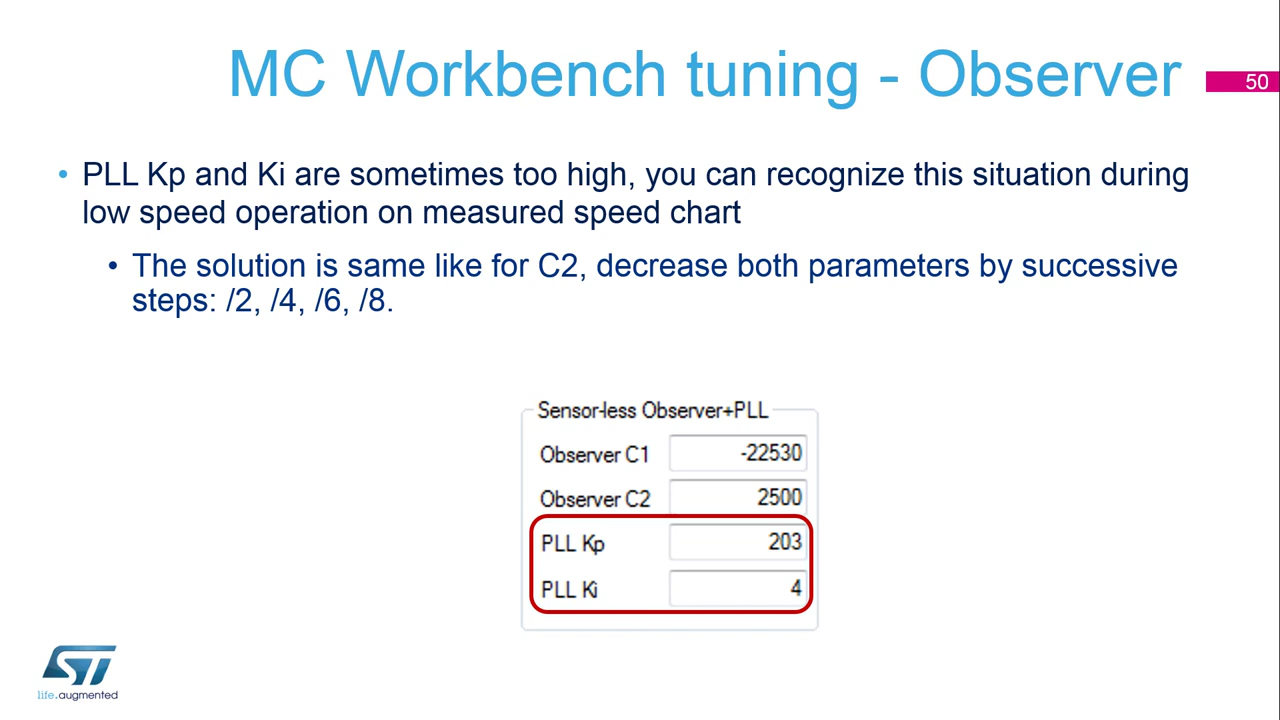 MC Workbench tuning - Observer
50
• PLL Kp and Ki are sometimes too high, you can recognize this situation during
low speed operation on measured speed chart
• The solution is same like for C2, decrease both parameters by successive
steps: /2, /4, /6, /8.
Sensor-less Observer+PLL
Observer C1 -22530
Observer C2 2500
PLL Kp 203
PLL Ki 4
ST
life.augmented